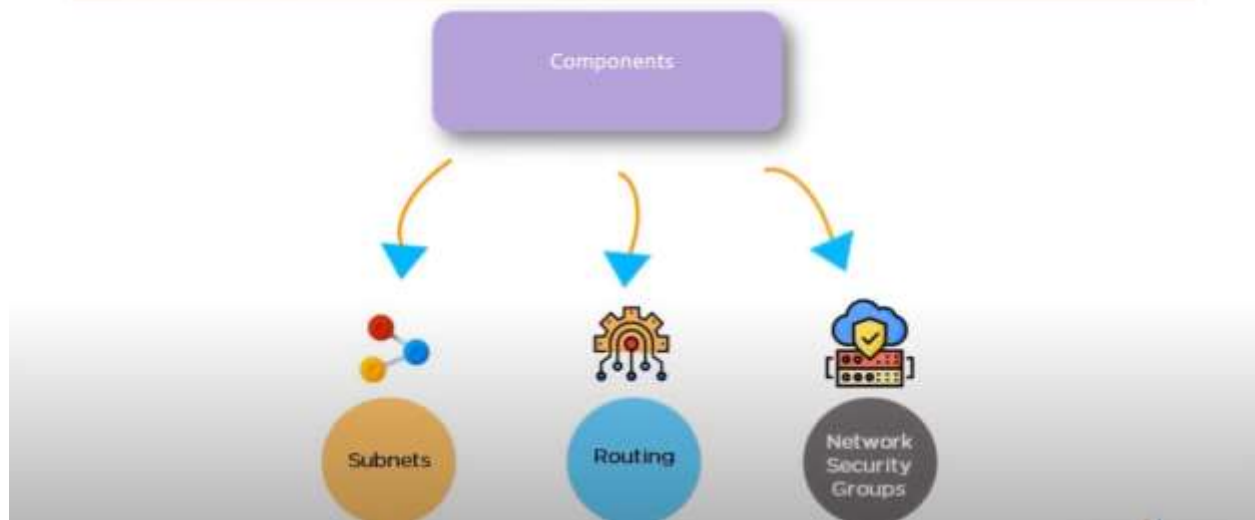 Components
Subnets
Routing
Network
Security
Groups